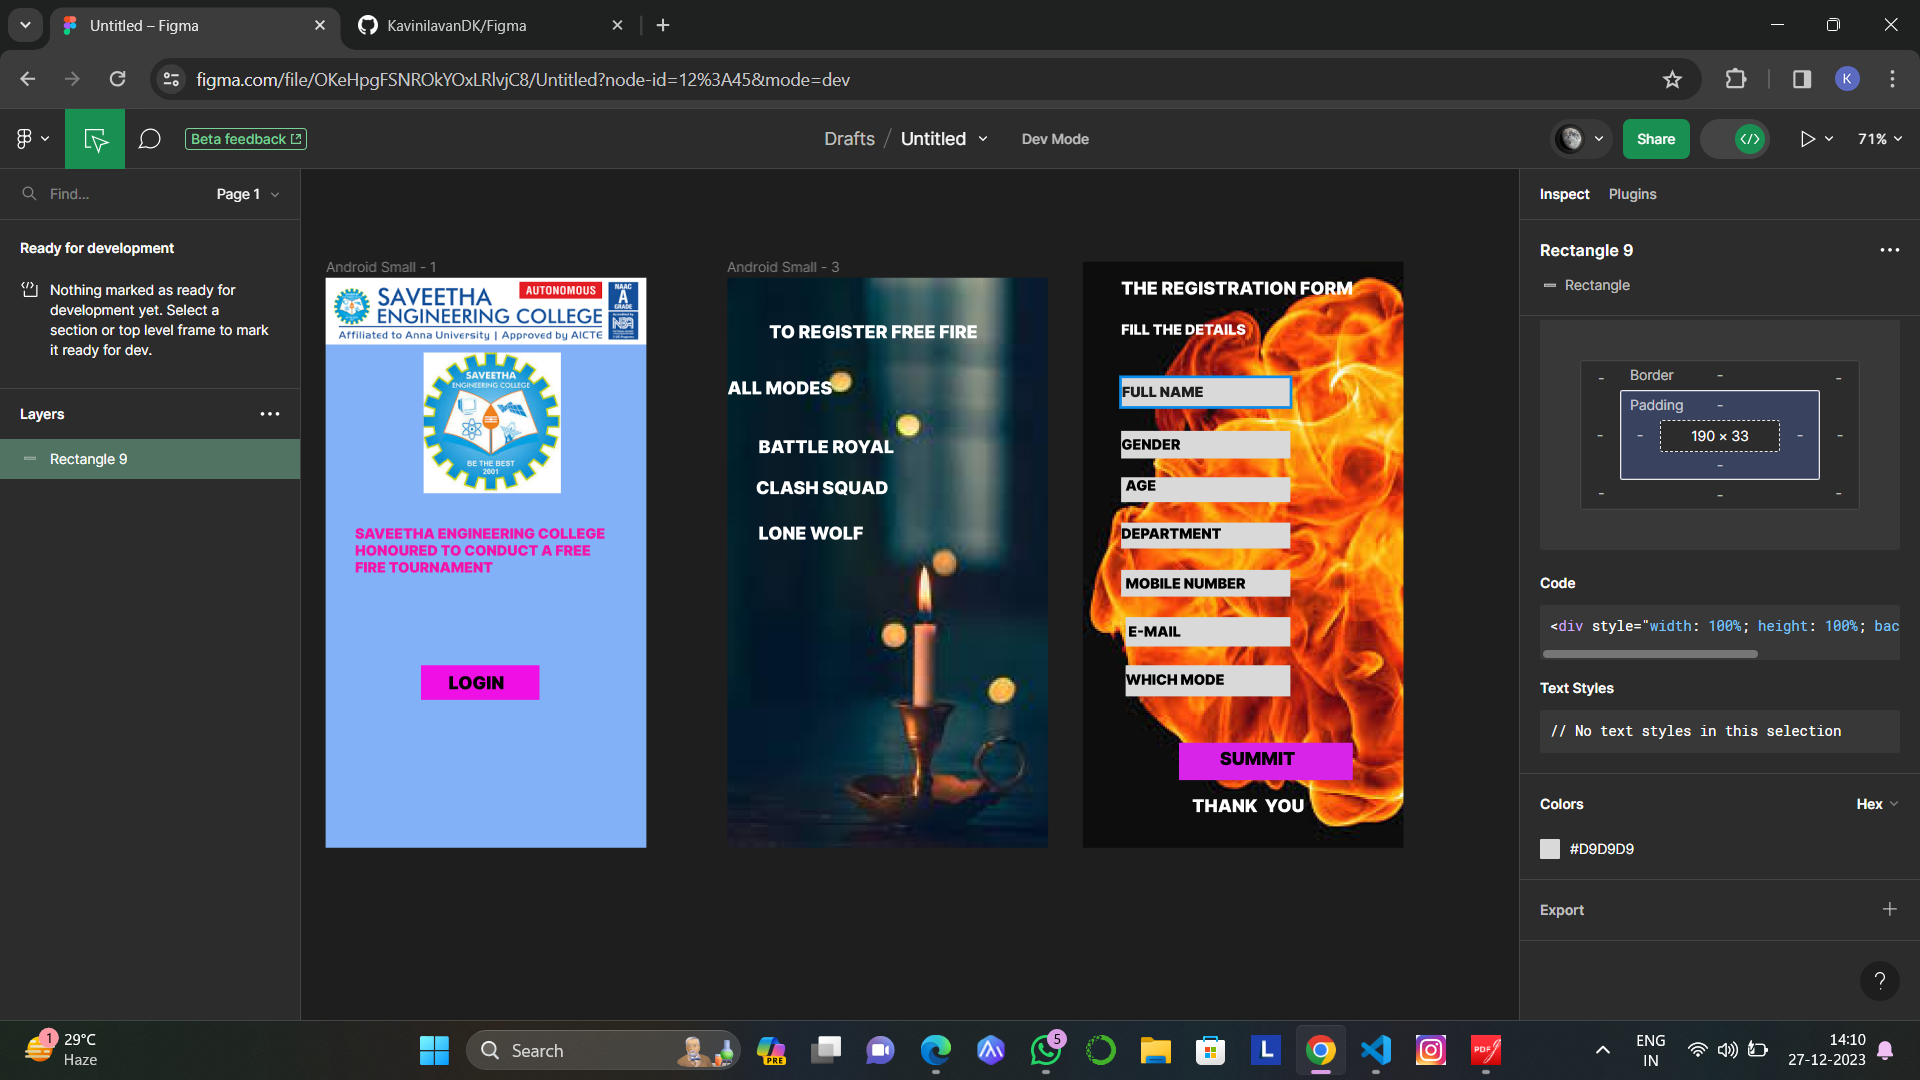 Untitled – Figma
KavinilavanDK/Figma
figma.com/file/OKeHpgFSNROkYOxLRlvjC8/Untitled?node-id=12%3A45&mode=dev
K
Beta feedback
Drafts / Untitled
Dev Mode
Share
71%
Find...
Page 1
Ready for development
Nothing marked as ready for
development yet. Select a
section or top level frame to mark
it ready for dev.
Layers
Rectangle 9
Android Small - 1
SAVEETHA
ENGINEERING COLLEGE
AUTONOMOUS
NAAC
A
GRADE
NBA
Affiliated to Anna University | Approved by AICTE
SAVEETHA
ENGINEERING COLLEGE
BE THE BEST
2001
SAVEETHA ENGINEERING COLLEGE
HONOURED TO CONDUCT A FREE
FIRE TOURNAMENT
LOGIN
Android Small - 3
TO REGISTER FREE FIRE
ALL MODES
BATTLE ROYAL
CLASH SQUAD
LONE WOLF
THE REGISTRATION FORM
FILL THE DETAILS
FULL NAME
GENDER
AGE
DEPARTMENT
MOBILE NUMBER
E-MAIL
WHICH MODE
SUMMIT
THANK YOU
Inspect
Plugins
Rectangle 9
Rectangle
Border
-
Padding
-
190 × 33
Code
<div style="width: 100%; height: 100%; bac
Text Styles
// No text styles in this selection
Colors
Hex
#D9D9D9
Export
?
1
29°C
Haze
Search
PRE
5
L
PDF
ENG
IN
14:10
27-12-2023